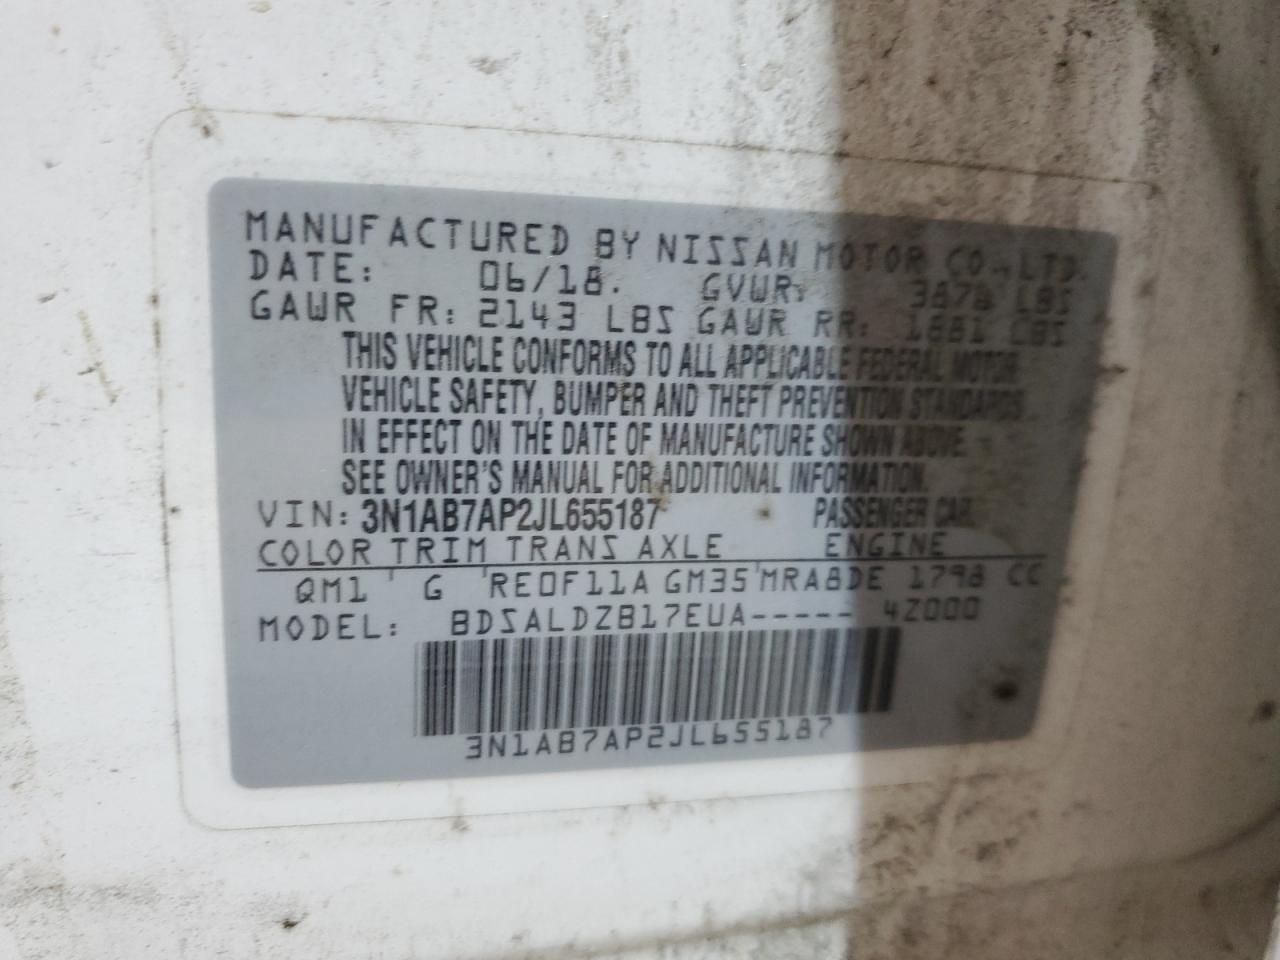 MANUFACTURED BY NISSAN MOTOR CO., LTD.
DATE: 06/18. GVWR: 3878 LBS
GAWR FR: 2143 LBS GAWR RR: 1881 LBS
THIS VEHICLE CONFORMS TO ALL APPLICABLE FEDERAL MOTOR
VEHICLE SAFETY, BUMPER AND THEFT PREVENTION STANDARDS
IN EFFECT ON THE DATE OF MANUFACTURE SHOWN ABOVE.
SEE OWNER'S MANUAL FOR ADDITIONAL INFORMATION.
VIN: 3N1AB7AP2JL655187 PASSENGER CAR
COLOR TRIM TRANS AXLE ENGINE
QM1 G RE0F11A GM35 MRA8DE 1798 CC
MODEL: BDSALDZB17EUA----- 4Z000
3N1AB7AP2JL655187